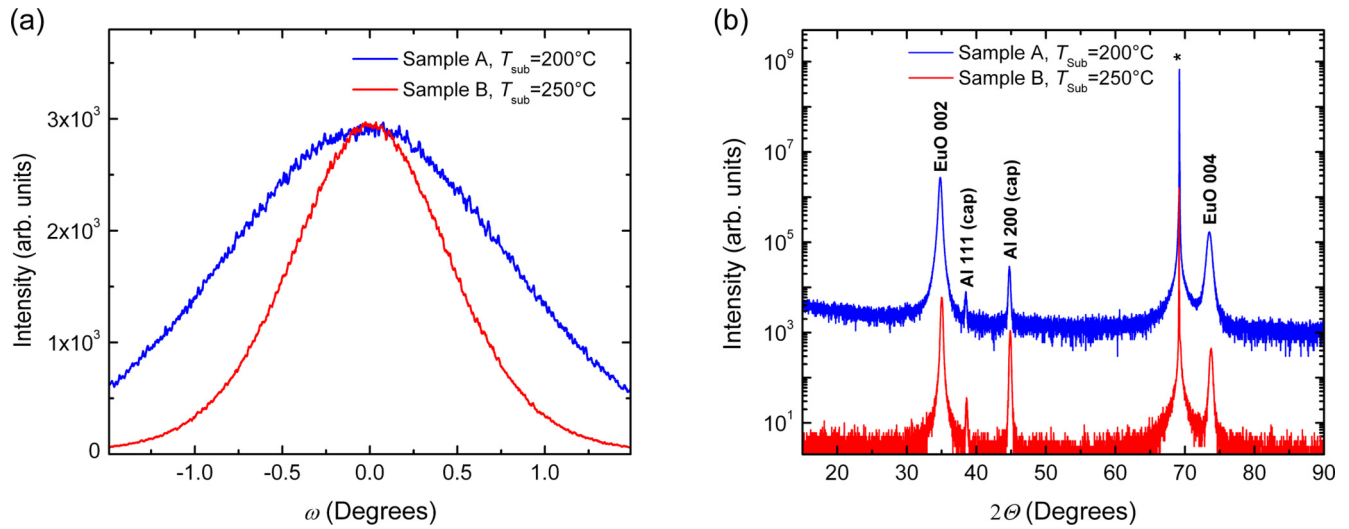 (a)
Sample A, Tsub=200°C
Sample B, Tsub=250°C
3x10³
2x10³
1x10³
0
Intensity (arb. units)
-1.0
-0.5
0.0
0.5
1.0
ω (Degrees)
(b)
Sample A, TSub=200°C
Sample B, TSub=250°C
*
EuO 002
Al 111 (cap)
Al 200 (cap)
EuO 004
10⁹
10⁷
10⁵
10³
10¹
Intensity (arb. units)
20
30
40
50
60
70
80
90
2Θ (Degrees)